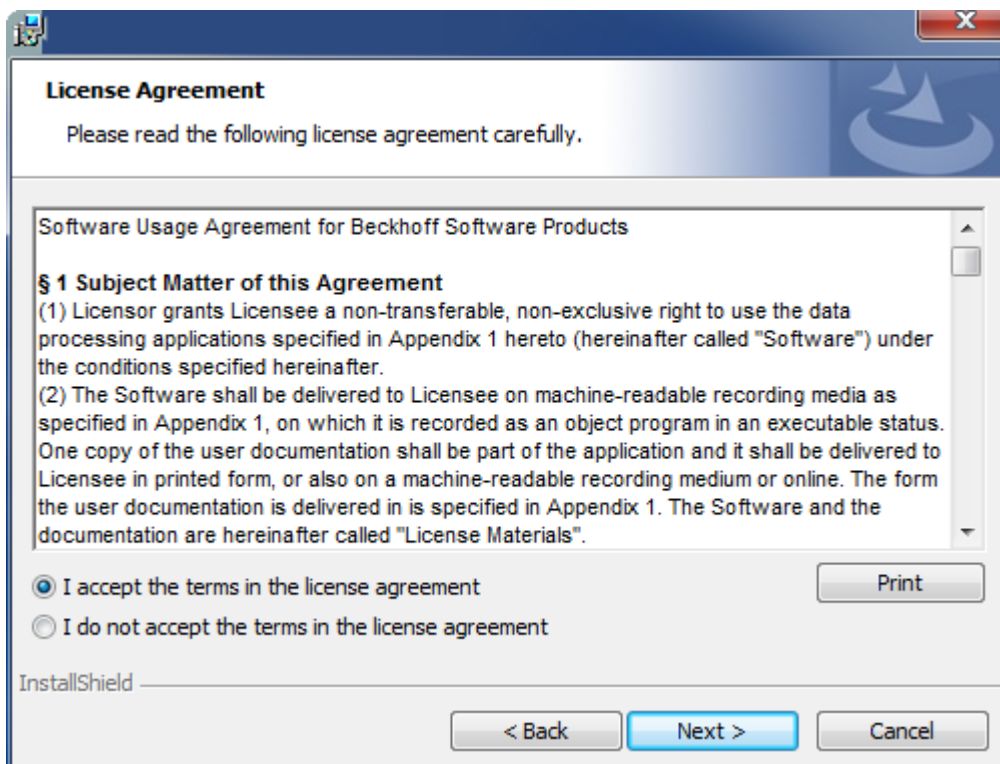 License Agreement
Please read the following license agreement carefully.
Software Usage Agreement for Beckhoff Software Products
§ 1 Subject Matter of this Agreement
(1) Licensor grants Licensee a non-transferable, non-exclusive right to use the data
processing applications specified in Appendix 1 hereto (hereinafter called "Software") under
the conditions specified hereinafter.
(2) The Software shall be delivered to Licensee on machine-readable recording media as
specified in Appendix 1, on which it is recorded as an object program in an executable status.
One copy of the user documentation shall be part of the application and it shall be delivered to
Licensee in printed form, or also on a machine-readable recording medium or online. The form
the user documentation is delivered in is specified in Appendix 1. The Software and the
documentation are hereinafter called "License Materials".
I accept the terms in the license agreement
Print
I do not accept the terms in the license agreement
InstallShield
< Back
Next >
Cancel